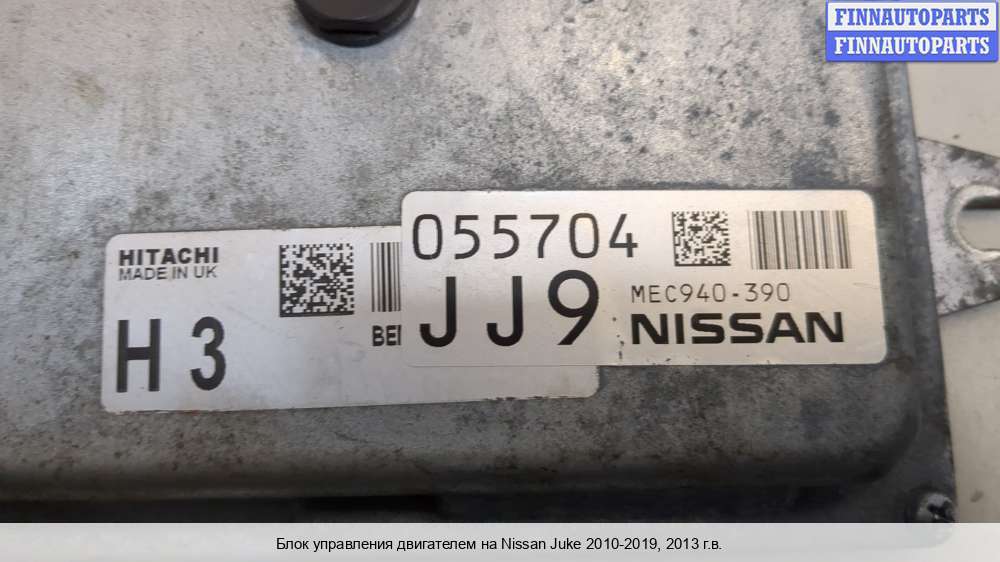 FINNAUTOPARTS
FINNAUTOPARTS
HITACHI
MADE IN UK
H 3
055704
JJ9
MEC940-390
NISSAN
Блок управления двигателем на Nissan Juke 2010-2019, 2013 г.в.